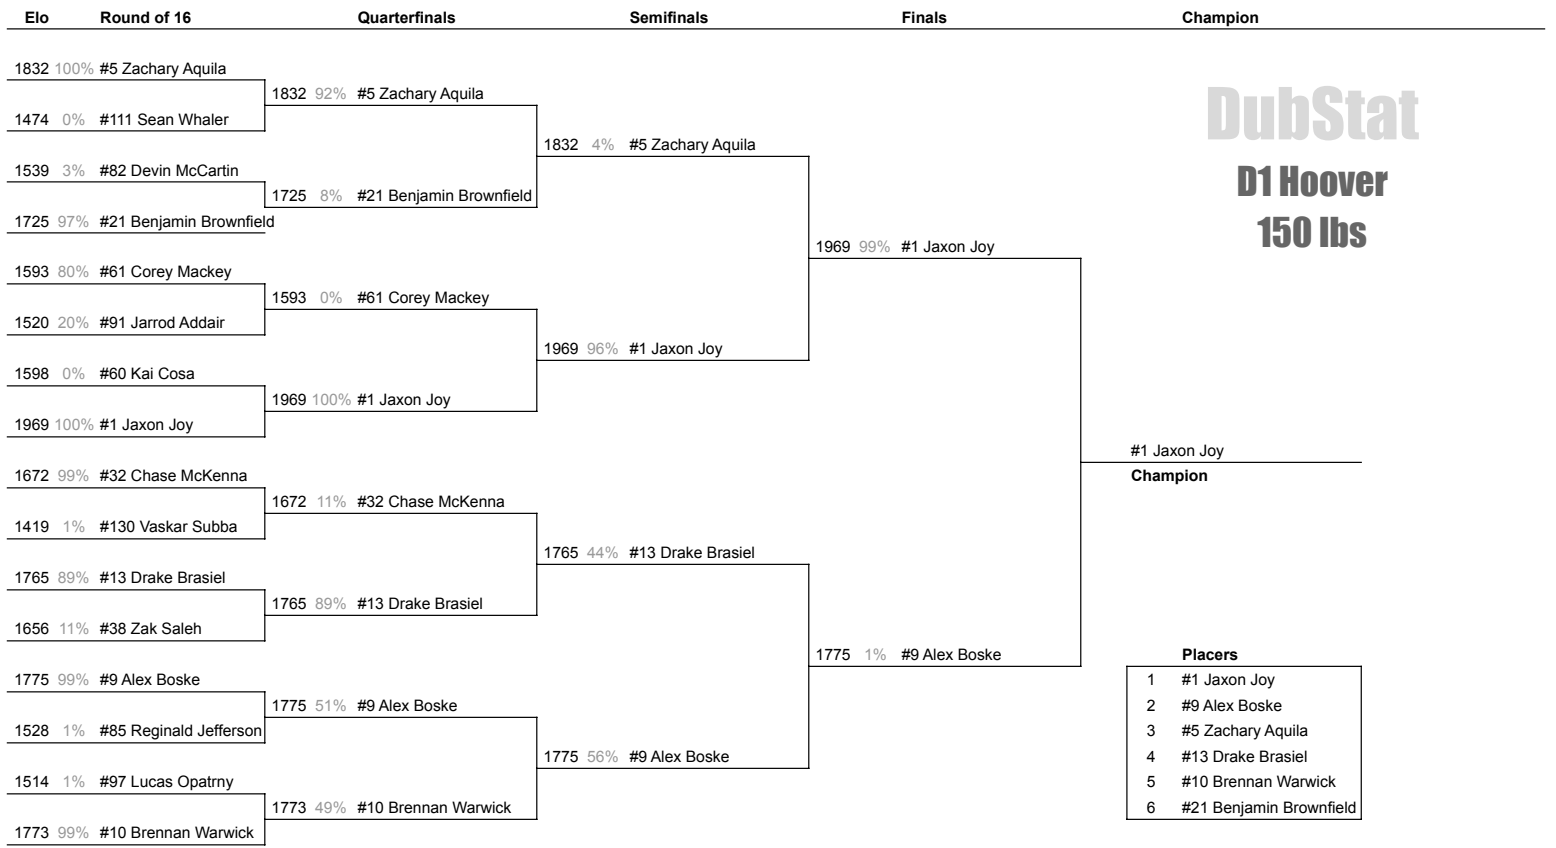 Elo Round of 16 Quarterfinals Semifinals Finals Champion
1832 100% #5 Zachary Aquila
1832 92% #5 Zachary Aquila
DubStat
1474 0% #111 Sean Whaler
1832 4% #5 Zachary Aquila
1539 3% #82 Devin McCartin
D1 Hoover
1725 8% #21 Benjamin Brownfield
1725 97% #21 Benjamin Brownfield
150 lbs
1969 99% #1 Jaxon Joy
1593 80% #61 Corey Mackey
1593 0% #61 Corey Mackey
1520 20% #91 Jarrod Addair
1969 96% #1 Jaxon Joy
1598 0% #60 Kai Cosa
1969 100% #1 Jaxon Joy
1969 100% #1 Jaxon Joy
#1 Jaxon Joy
1672 99% #32 Chase McKenna
Champion
1672 11% #32 Chase McKenna
1419 1% #130 Vaskar Subba
1765 44% #13 Drake Brasiel
1765 89% #13 Drake Brasiel
1765 89% #13 Drake Brasiel
1656 11% #38 Zak Saleh
1775 1% #9 Alex Boske
Placers
1775 99% #9 Alex Boske
1 #1 Jaxon Joy
1775 51% #9 Alex Boske
2 #9 Alex Boske
1528 1% #85 Reginald Jefferson
3 #5 Zachary Aquila
1775 56% #9 Alex Boske
4 #13 Drake Brasiel
1514 1% #97 Lucas Opatrny
5 #10 Brennan Warwick
1773 49% #10 Brennan Warwick
6 #21 Benjamin Brownfield
1773 99% #10 Brennan Warwick